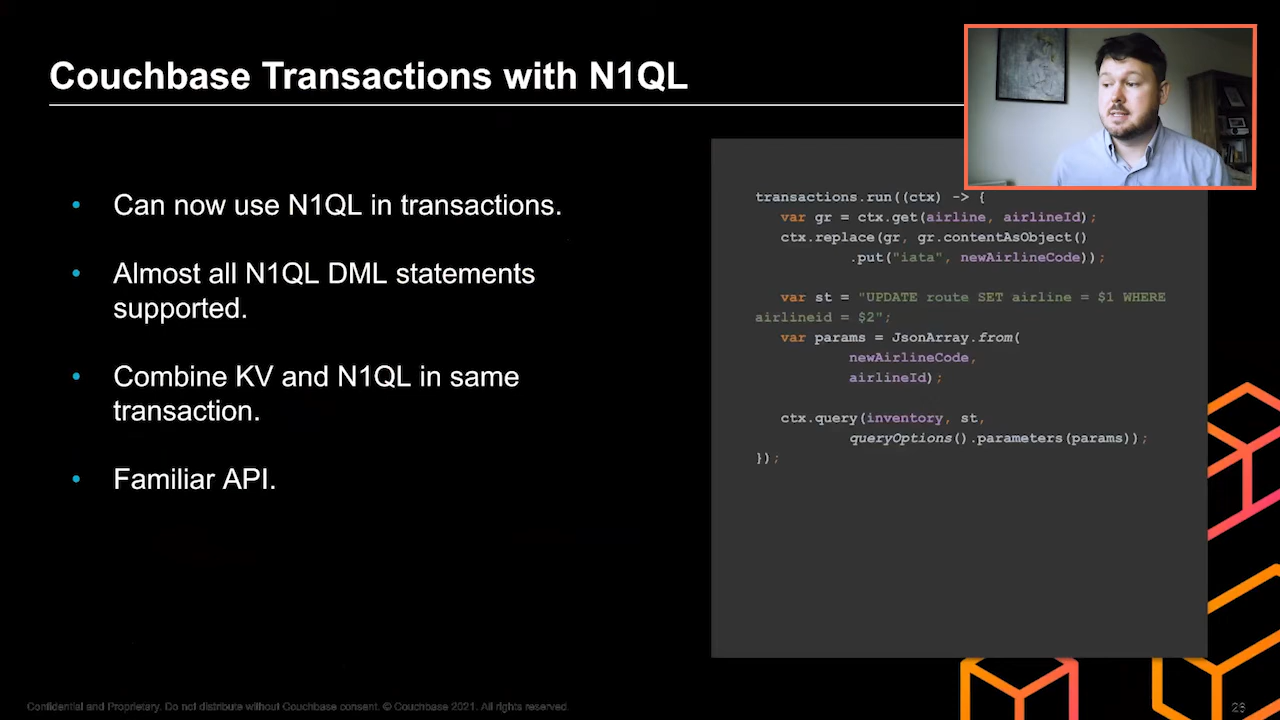 Couchbase Transactions with N1QL
• Can now use N1QL in transactions.
• Almost all N1QL DML statements
supported.
• Combine KV and N1QL in same
transaction.
• Familiar API.
transactions.run((ctx) -> {
var gr = ctx.get(airline, airlineId);
ctx.replace(gr, gr.contentAsObject()
.put("iata", newAirlineCode));
var st = "UPDATE route SET airline = $1 WHERE
airlineid = $2";
var params = JsonArray.from(
newAirlineCode,
airlineId);
ctx.query(inventory, st,
queryOptions().parameters(params));
});
Confidential and Proprietary. Do not distribute without Couchbase consent. © Couchbase 2021. All rights reserved.